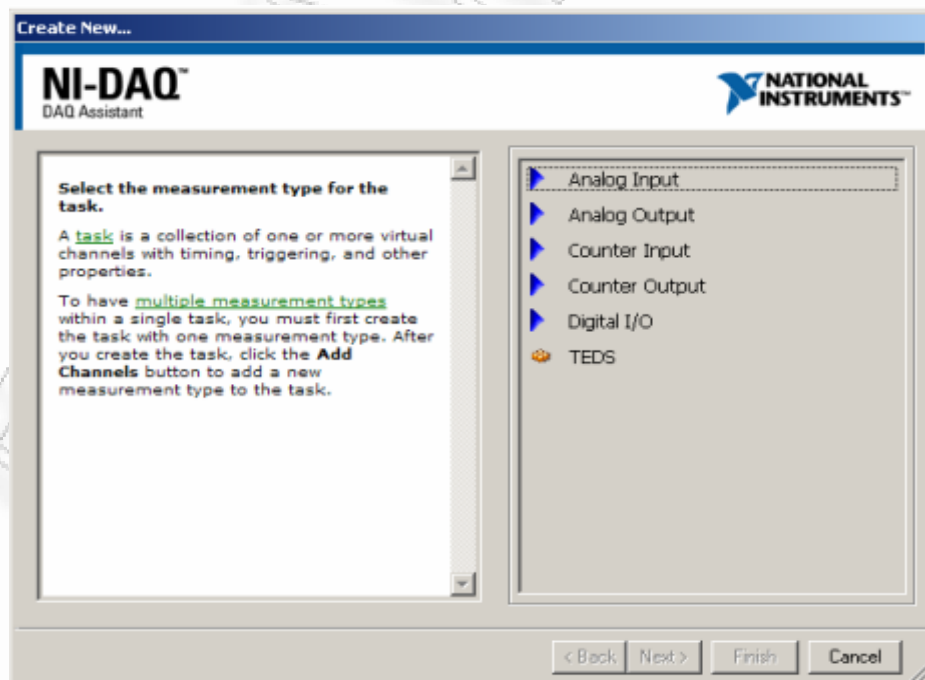 Create New...
NI-DAQ™
DAQ Assistant
NATIONAL
INSTRUMENTS™
Select the measurement type for the
task.
A task is a collection of one or more virtual
channels with timing, triggering, and other
properties.
To have multiple measurement types
within a single task, you must first create
the task with one measurement type. After
you create the task, click the Add
Channels button to add a new
measurement type to the task.
Analog Input
Analog Output
Counter Input
Counter Output
Digital I/O
TEDS
< Back Next > Finish Cancel